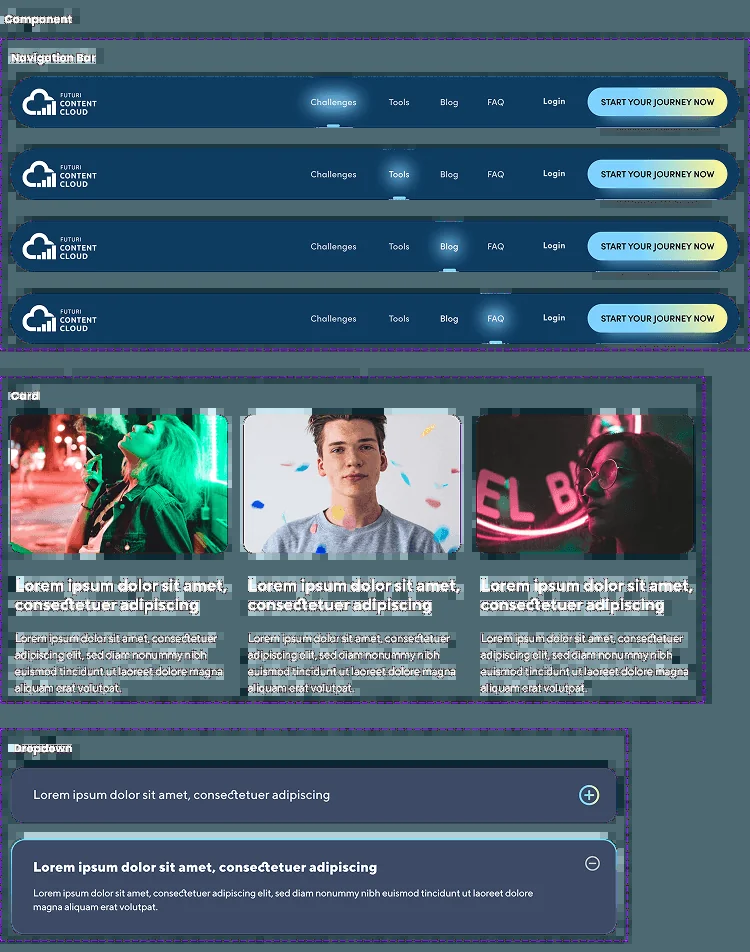 Component
Navigation Bar
FUTURI
CONTENT
CLOUD
Challenges Tools Blog FAQ Login START YOUR JOURNEY NOW
FUTURI
CONTENT
CLOUD
Challenges Tools Blog FAQ Login START YOUR JOURNEY NOW
FUTURI
CONTENT
CLOUD
Challenges Tools Blog FAQ Login START YOUR JOURNEY NOW
FUTURI
CONTENT
CLOUD
Challenges Tools Blog FAQ Login START YOUR JOURNEY NOW
Card
EL B
Lorem ipsum dolor sit amet,
consectetuer adipiscing
Lorem ipsum dolor sit amet, consectetuer
adipiscing elit, sed diam nonummy nibh
euismod tincidunt ut laoreet dolore magna
aliquam erat volutpat.
Lorem ipsum dolor sit amet,
consectetuer adipiscing
Lorem ipsum dolor sit amet, consectetuer
adipiscing elit, sed diam nonummy nibh
euismod tincidunt ut laoreet dolore magna
aliquam erat volutpat.
Lorem ipsum dolor sit amet,
consectetuer adipiscing
Lorem ipsum dolor sit amet, consectetuer
adipiscing elit, sed diam nonummy nibh
euismod tincidunt ut laoreet dolore magna
aliquam erat volutpat.
Dropdown
Lorem ipsum dolor sit amet, consectetuer adipiscing
Lorem ipsum dolor sit amet, consectetuer adipiscing
Lorem ipsum dolor sit amet, consectetuer adipiscing elit, sed diam nonummy nibh euismod tincidunt ut laoreet dolore
magna aliquam erat volutpat.